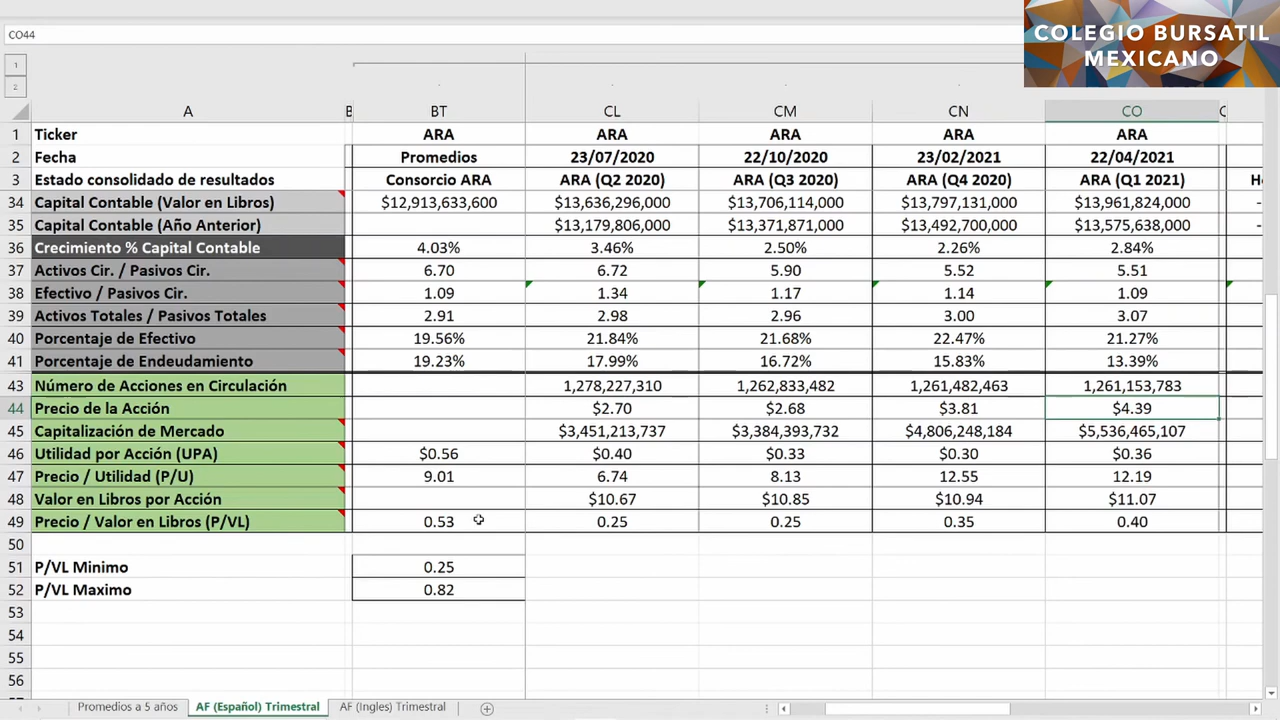 COLEGIO BURSATIL
MEXICANO
CO44
1
2
A B BT CL CM CN CO C
1 Ticker ARA ARA ARA ARA ARA
2 Fecha Promedios 23/07/2020 22/10/2020 23/02/2021 22/04/2021
3 Estado consolidado de resultados Consorcio ARA ARA (Q2 2020) ARA (Q3 2020) ARA (Q4 2020) ARA (Q1 2021)
34 Capital Contable (Valor en Libros) $12,913,633,600 $13,636,296,000 $13,706,114,000 $13,797,131,000 $13,961,824,000 -
35 Capital Contable (Año Anterior) $13,179,806,000 $13,371,871,000 $13,492,700,000 $13,575,638,000 -
36 Crecimiento % Capital Contable 4.03% 3.46% 2.50% 2.26% 2.84%
37 Activos Cir. / Pasivos Cir. 6.70 6.72 5.90 5.52 5.51
38 Efectivo / Pasivos Cir. 1.09 1.34 1.17 1.14 1.09
39 Activos Totales / Pasivos Totales 2.91 2.98 2.96 3.00 3.07
40 Porcentaje de Efectivo 19.56% 21.84% 21.68% 22.47% 21.27%
41 Porcentaje de Endeudamiento 19.23% 17.99% 16.72% 15.83% 13.39%
43 Número de Acciones en Circulación 1,278,227,310 1,262,833,482 1,261,482,463 1,261,153,783
44 Precio de la Acción $2.70 $2.68 $3.81 $4.39
45 Capitalización de Mercado $3,451,213,737 $3,384,393,732 $4,806,248,184 $5,536,465,107
46 Utilidad por Acción (UPA) $0.56 $0.40 $0.33 $0.30 $0.36
47 Precio / Utilidad (P/U) 9.01 6.74 8.13 12.55 12.19
48 Valor en Libros por Acción $10.67 $10.85 $10.94 $11.07
49 Precio / Valor en Libros (P/VL) 0.53 0.25 0.25 0.35 0.40
50
51 P/VL Minimo 0.25
52 P/VL Maximo 0.82
53
54
55
56
Promedios a 5 años AF (Español) Trimestral AF (Ingles) Trimestral